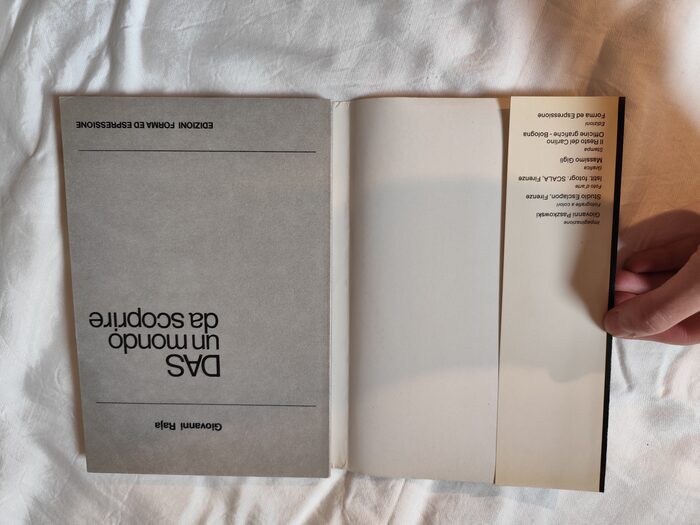 Impaginazione
Giovanni Paszkowski
Fotografie a colori
Studio Esclapon, Firenze
Foto d'arte
Istit. fotogr. SCALA, Firenze
Grafica
Massimo Gigli
Stampa
Il Resto del Carlino
Officine grafiche - Bologna
Edizioni
Forma ed Espressione
Giovanni Raja
DAS
un mondo
da scoprire
EDIZIONI FORMA ED ESPRESSIONE